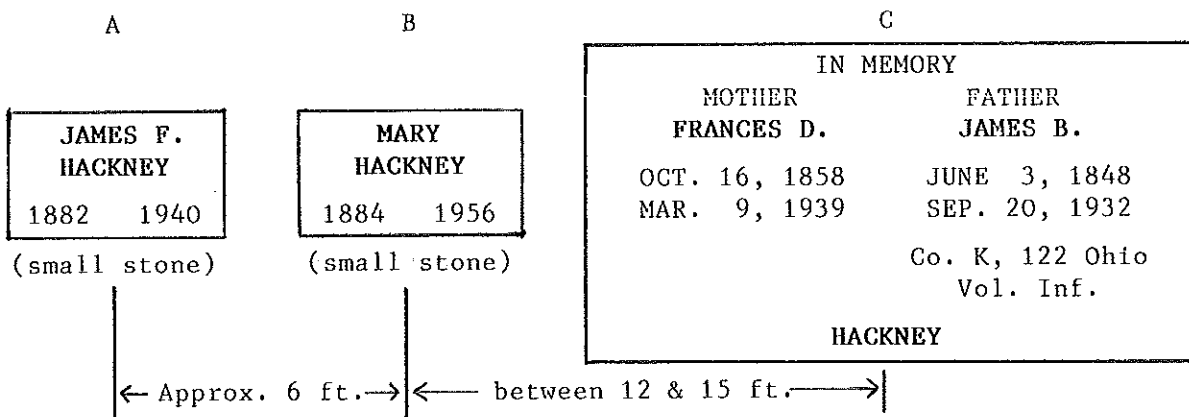 A
B
C
JAMES F.
HACKNEY
1882 1940
(small stone)
MARY
HACKNEY
1884 1956
(small stone)
IN MEMORY
MOTHER FATHER
FRANCES D. JAMES B.
OCT. 16, 1858 JUNE 3, 1848
MAR. 9, 1939 SEP. 20, 1932
Co. K, 122 Ohio
Vol. Inf.
HACKNEY
Approx. 6 ft.
between 12 & 15 ft.